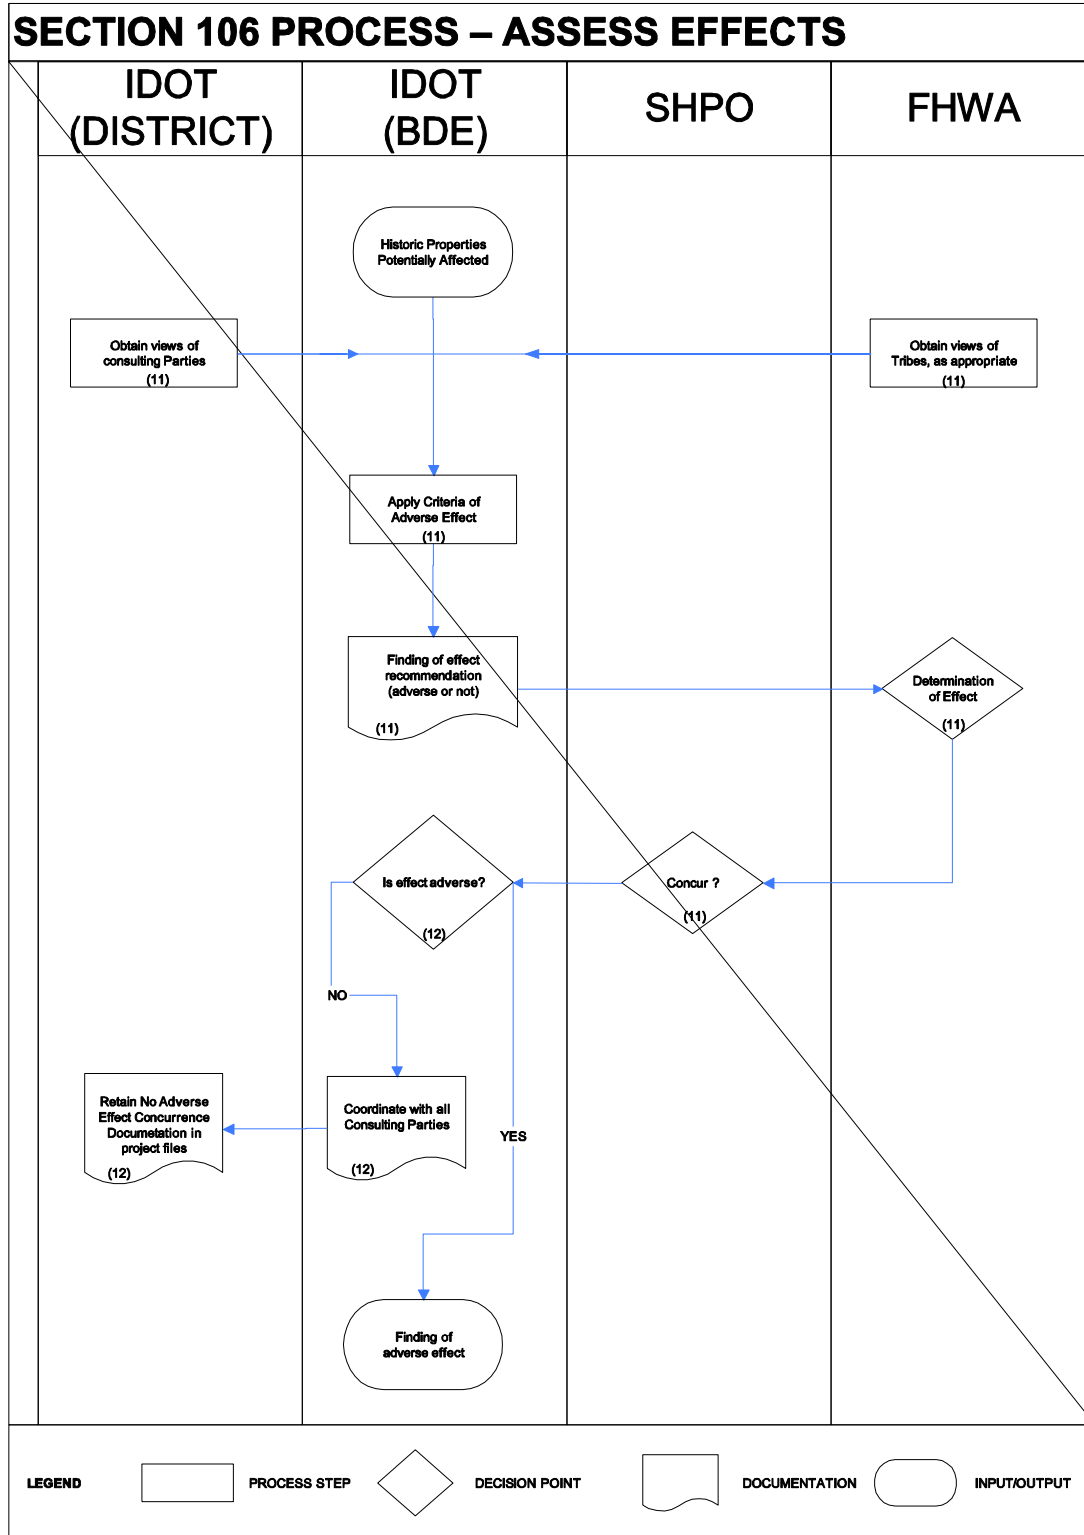 SECTION 106 PROCESS – ASSESS EFFECTS
IDOT
(DISTRICT)
IDOT
(BDE)
SHPO
FHWA
Historic Properties
Potentially Affected
Obtain views of
consulting Parties
(11)
Obtain views of
Tribes, as appropriate
(11)
Apply Criteria of
Adverse Effect
(11)
Finding of effect
recommendation
(adverse or not)
(11)
Determination
of Effect
(11)
Is effect adverse?
(12)
Concur ?
(11)
NO
Retain No Adverse
Effect Concurrence
Documetation in
project files
(12)
Coordinate with all
Consulting Parties
(12)
YES
Finding of
adverse effect
LEGEND
PROCESS STEP
DECISION POINT
DOCUMENTATION
INPUT/OUTPUT